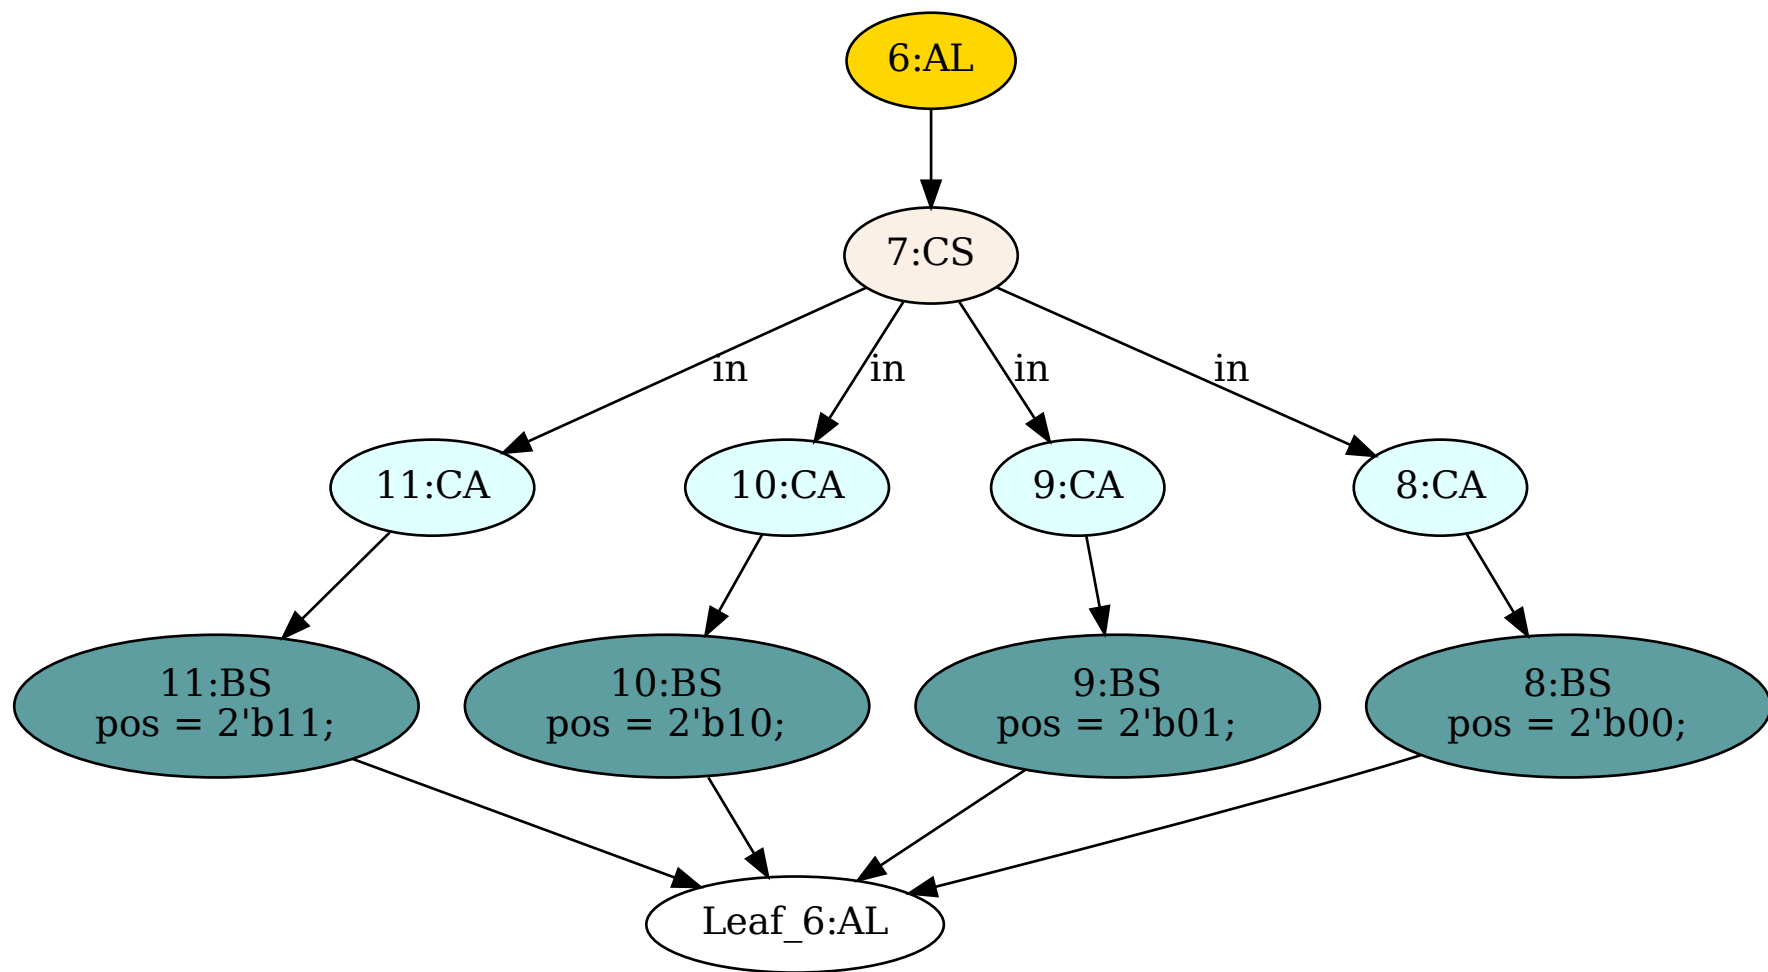 6:AL
7:CS
in
in
in
in
11:CA
10:CA
9:CA
8:CA
11:BS
pos = 2'b11;
10:BS
pos = 2'b10;
9:BS
pos = 2'b01;
8:BS
pos = 2'b00;
Leaf_6:AL